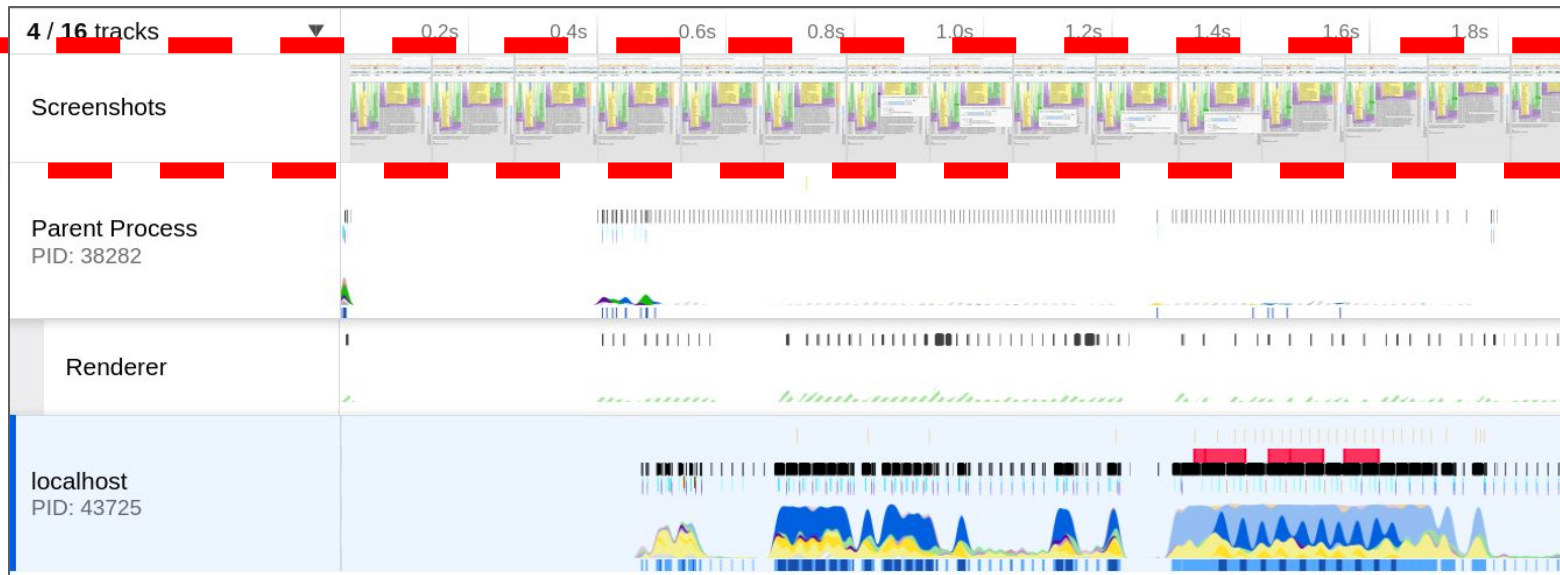 4 / 16 tracks ▼ 0.2s 0.4s 0.6s 0.8s 1.0s 1.2s 1.4s 1.6s 1.8s
Screenshots
Parent Process
PID: 38282
Renderer
localhost
PID: 43725